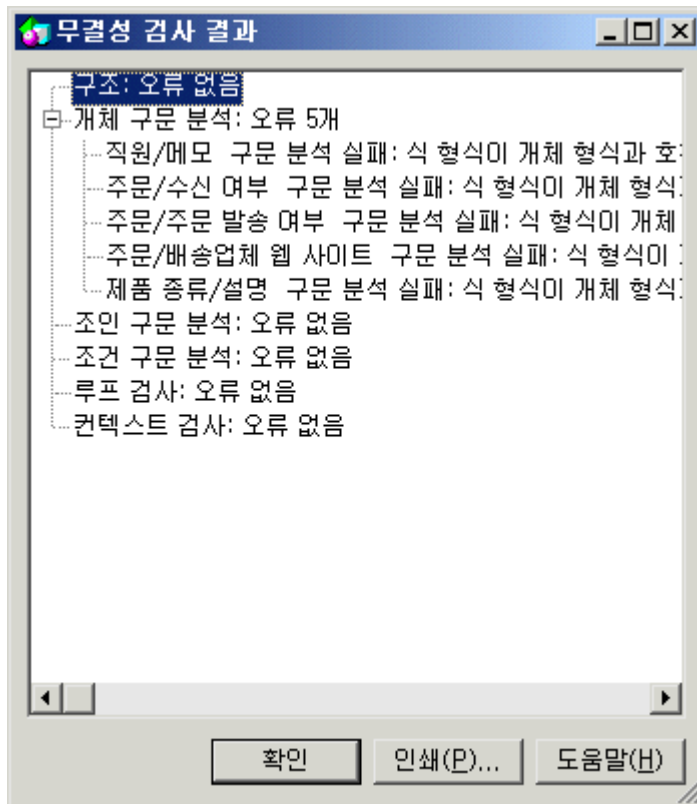 무결성 검사 결과
구조: 오류 없음
개체 구문 분석: 오류 5개
직원/메모 구문 분석 실패: 식 형식이 개체 형식과
주문/수신 여부 구문 분석 실패: 식 형식이 개체 형식
주문/주문 발송 여부 구문 분석 실패: 식 형식이 개체
주문/배송업체 웹 사이트 구문 분석 실패: 식 형식이
제품 종류/설명 구문 분석 실패: 식 형식이 개체 형식
조인 구문 분석: 오류 없음
조건 구문 분석: 오류 없음
루프 검사: 오류 없음
컨텍스트 검사: 오류 없음
확인 인쇄(P)... 도움말(H)